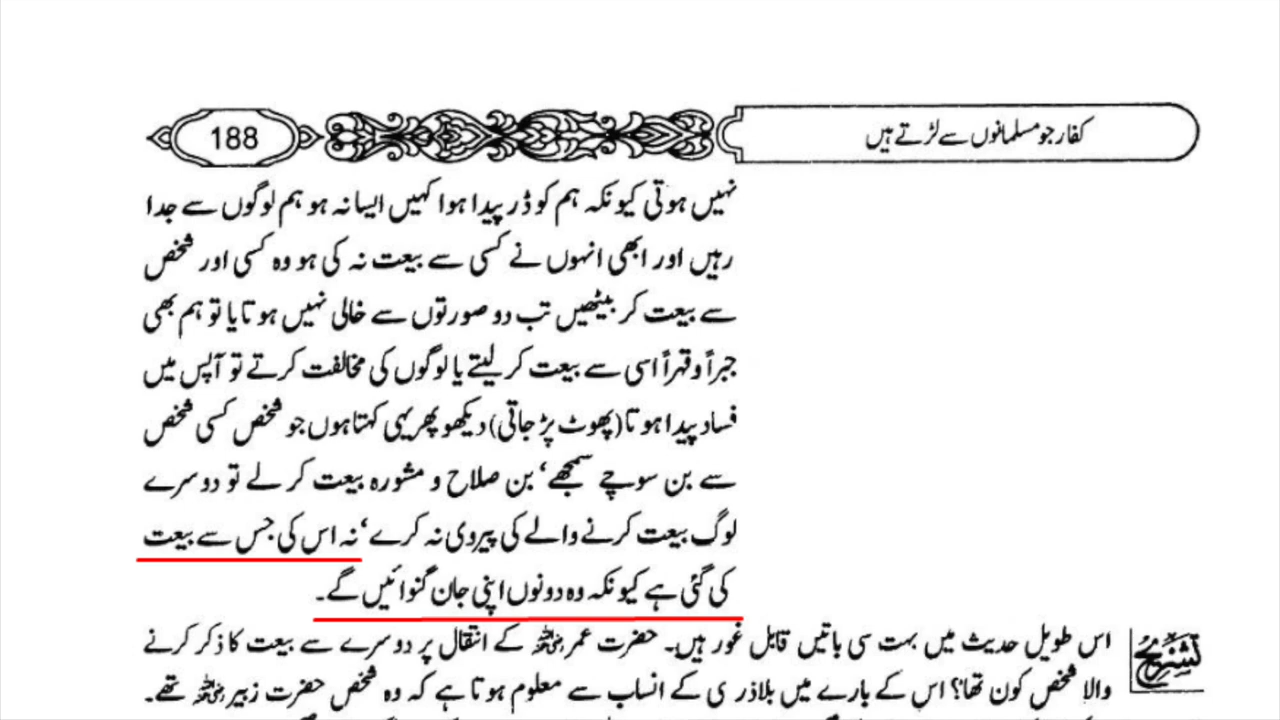 188
کفار جو مسلمانوں سے لڑتے ہیں
نہیں ہوتی کیونکہ ہم کو ڈر پیدا ہوا کہیں ایسا نہ ہو ہم لوگوں سے جدا
رہیں اور ابھی انہوں نے کسی سے بیعت نہ کی ہو وہ کسی اور شخص
سے بیعت کر بیٹھیں تب دو صورتوں سے خالی نہیں ہوتا یا تو ہم بھی
جبراً و قہراً اسی سے بیعت کر لیتے یا لوگوں کی مخالفت کرتے تو آپس میں
فساد پیدا ہوتا (پھوٹ پڑ جاتی) دیکھو پھر یہی کہتا ہوں جو شخص کسی شخص
سے بن سوچے سمجھے‘ بن صلاح و مشورہ بیعت کر لے تو دوسرے
لوگ بیعت کرنے والے کی پیروی نہ کرے‘ نہ اس کی جس سے بیعت
کی گئی ہے کیونکہ وہ دونوں اپنی جان گنوائیں گے۔
تشریح
اس طویل حدیث میں بہت سی باتیں قابل غور ہیں۔ حضرت عمر رضی اللہ عنہ کے انتقال پر دوسرے سے بیعت کا ذکر کرنے
والا شخص کون تھا؟ اس کے بارے میں بلاذری کے انساب سے معلوم ہوتا ہے کہ وہ شخص حضرت زبیر رضی اللہ عنہ تھے۔